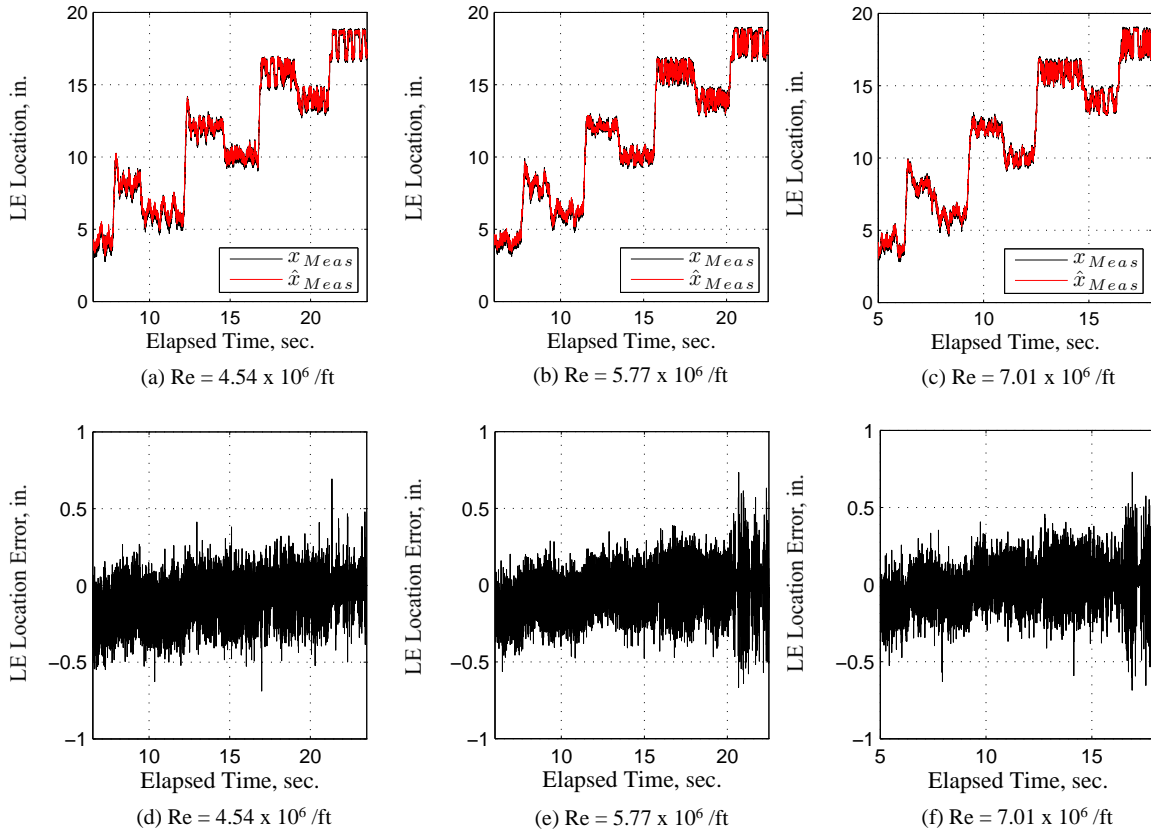 20
15
10
5
0
LE Location, in.
x Meas
x̂ Meas
10 15 20
Elapsed Time, sec.
(a) Re = 4.54 x 10⁶ /ft
20
15
10
5
0
LE Location, in.
x Meas
x̂ Meas
10 15 20
Elapsed Time, sec.
(b) Re = 5.77 x 10⁶ /ft
20
15
10
5
0
LE Location, in.
x Meas
x̂ Meas
5 10 15
Elapsed Time, sec.
(c) Re = 7.01 x 10⁶ /ft
1
0.5
0
−0.5
−1
LE Location Error, in.
10 15 20
Elapsed Time, sec.
(d) Re = 4.54 x 10⁶ /ft
1
0.5
0
−0.5
−1
LE Location Error, in.
10 15 20
Elapsed Time, sec.
(e) Re = 5.77 x 10⁶ /ft
1
0.5
0
−0.5
−1
LE Location Error, in.
5 10 15
Elapsed Time, sec.
(f) Re = 7.01 x 10⁶ /ft